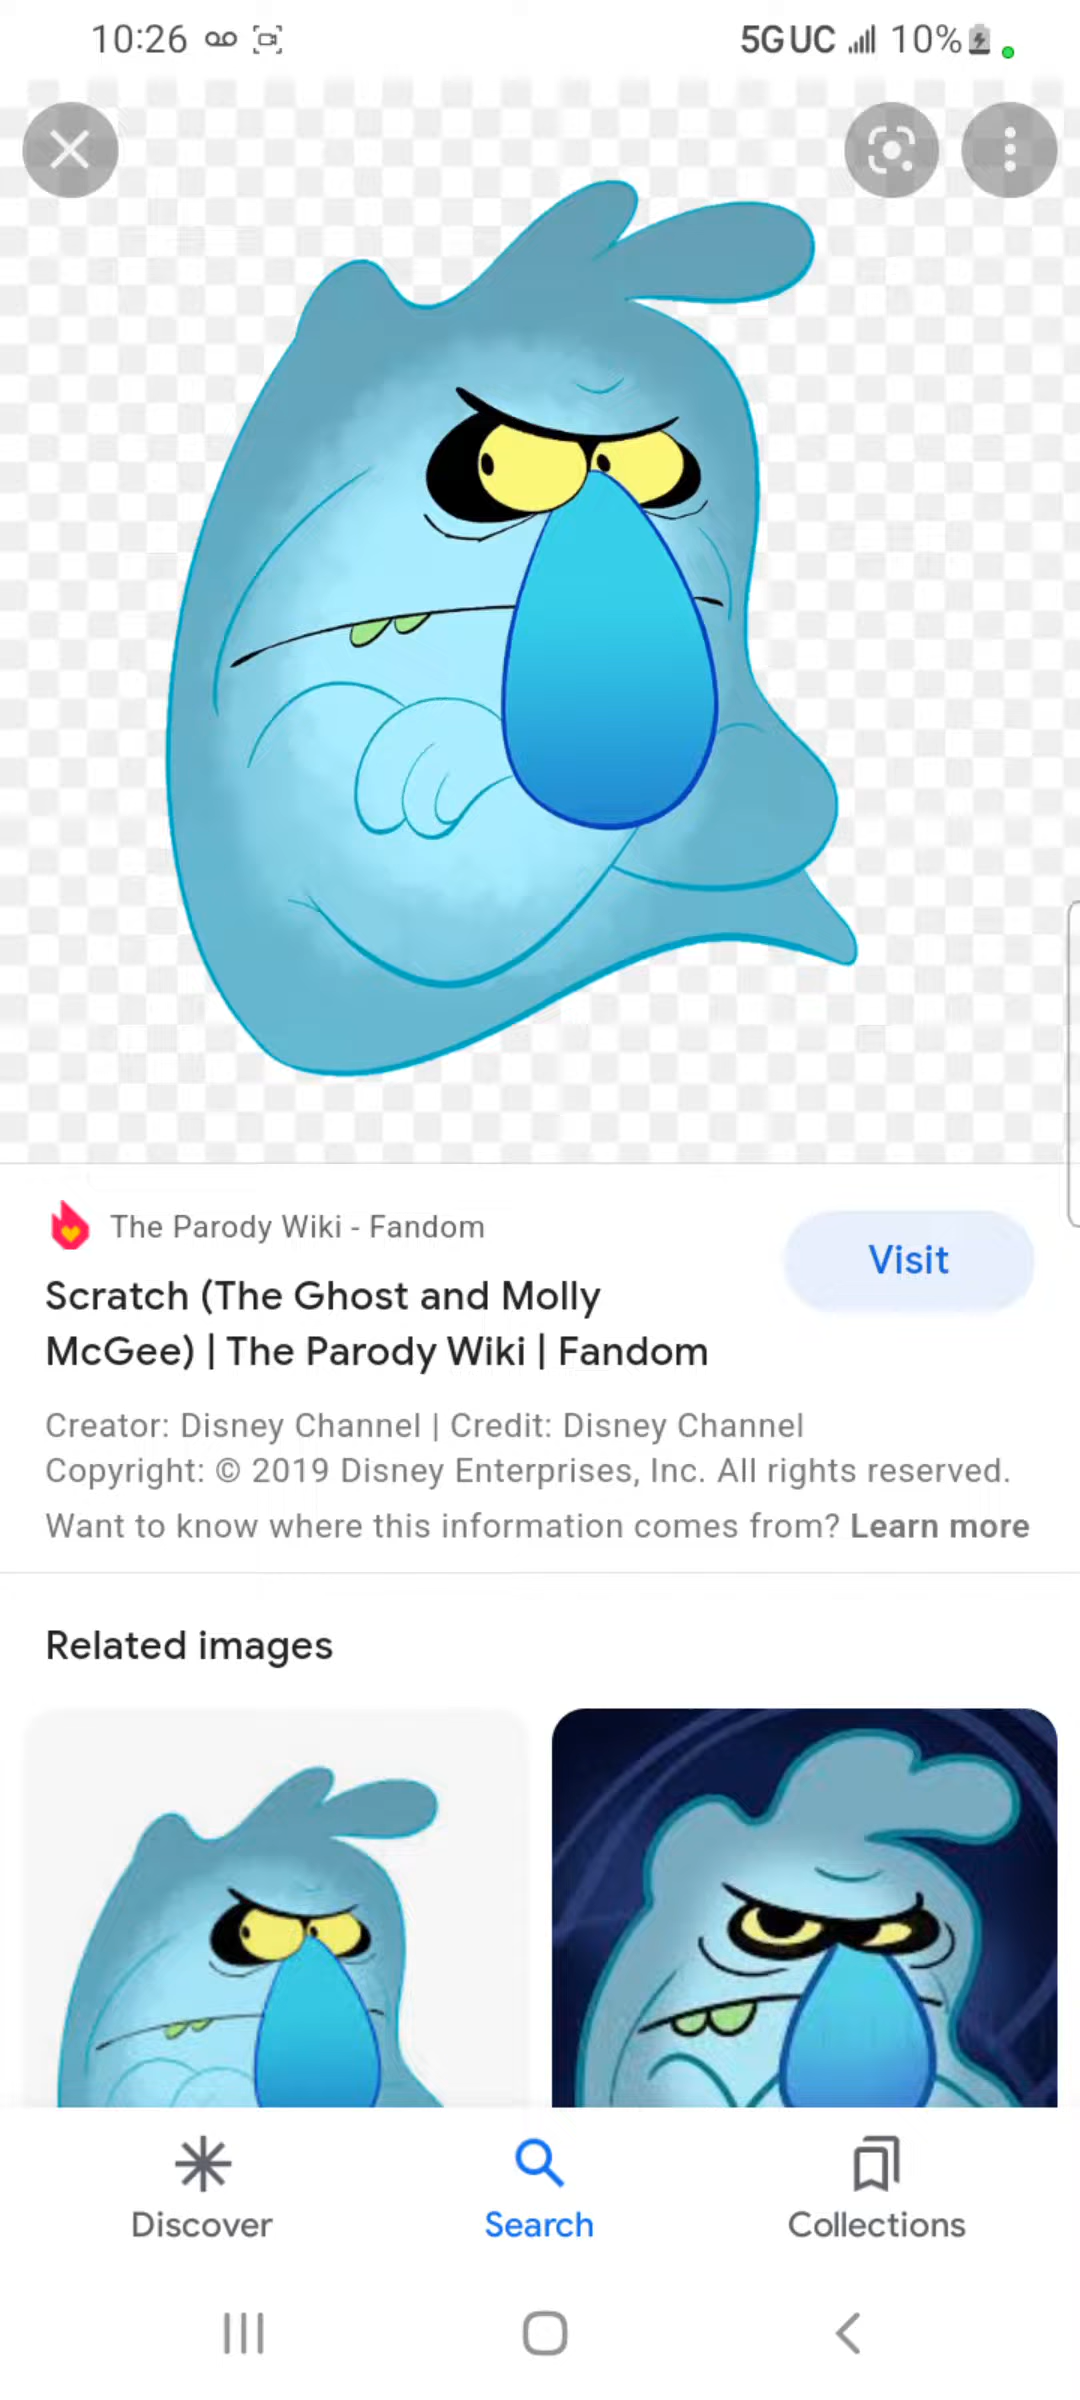 10:26
5G UC 10%
The Parody Wiki - Fandom
Visit
Scratch (The Ghost and Molly
McGee) | The Parody Wiki | Fandom
Creator: Disney Channel | Credit: Disney Channel
Copyright: © 2019 Disney Enterprises, Inc. All rights reserved.
Want to know where this information comes from? Learn more
Related images
Discover
Search
Collections